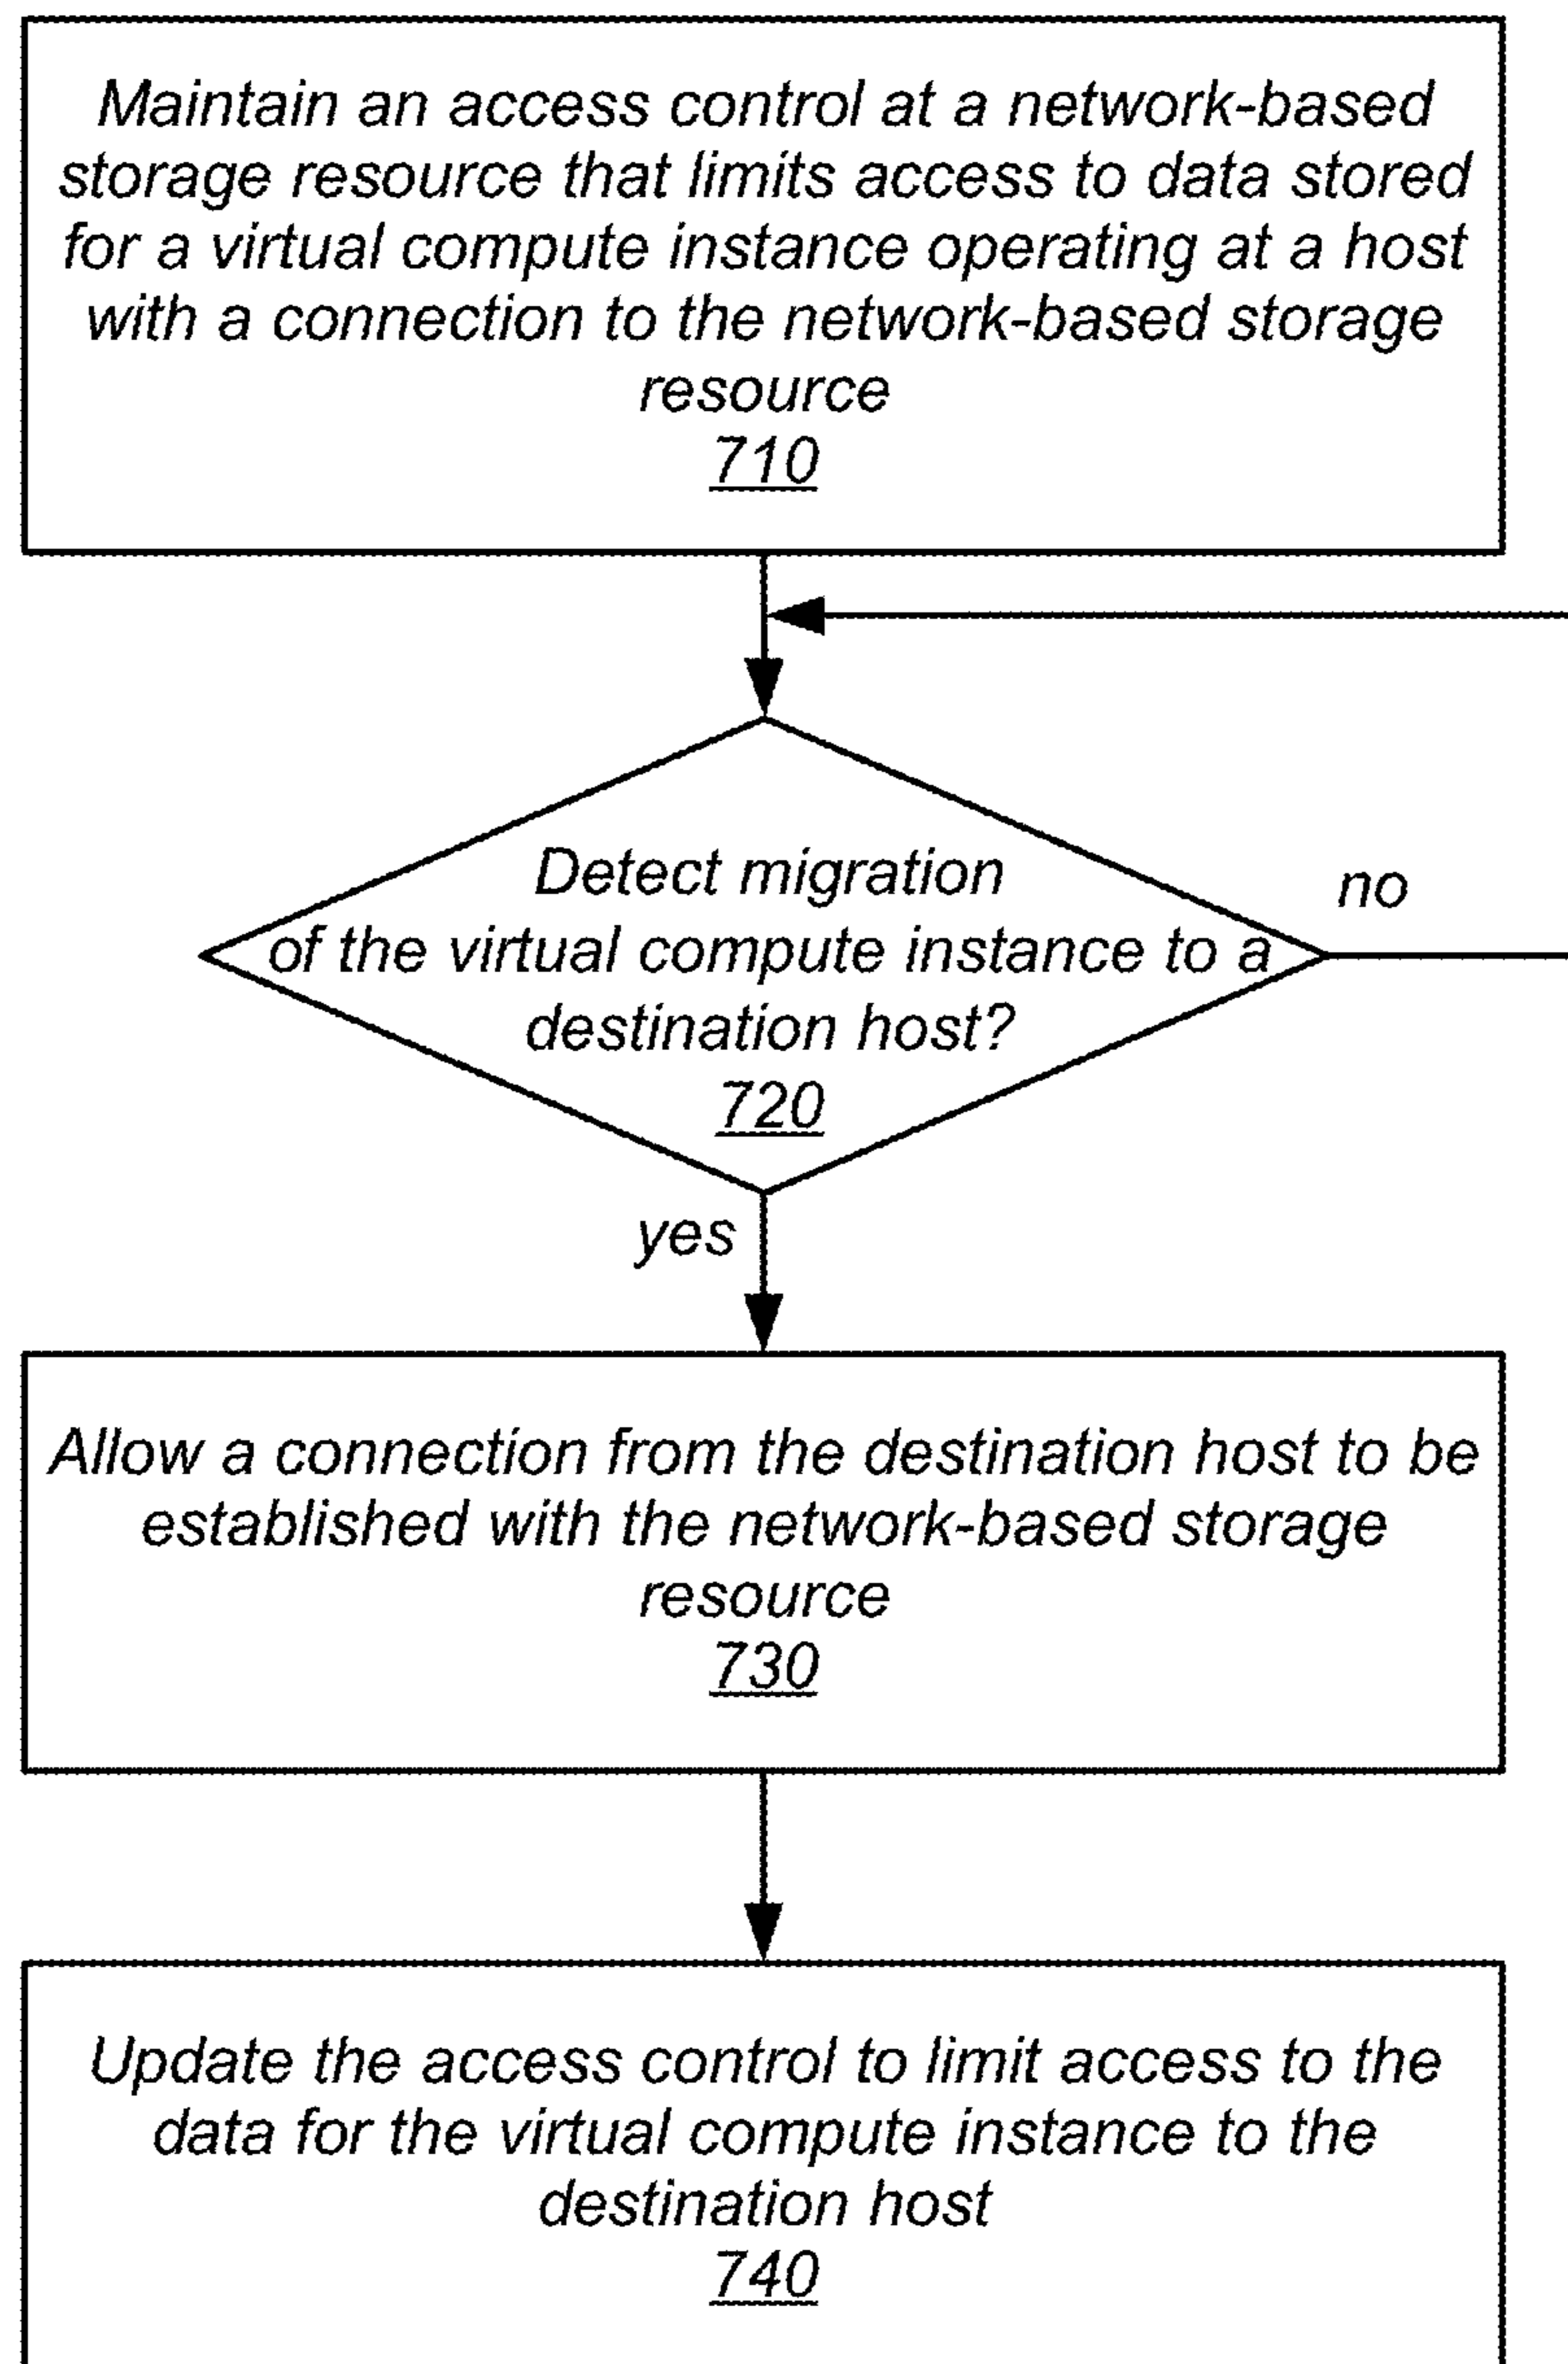 Maintain an access control at a network-based
storage resource that limits access to data stored
for a virtual compute instance operating at a host
with a connection to the network-based storage
resource
710
Detect migration
of the virtual compute instance to a
destination host?
720
no
yes
Allow a connection from the destination host to be
established with the network-based storage
resource
730
Update the access control to limit access to the
data for the virtual compute instance to the
destination host
740